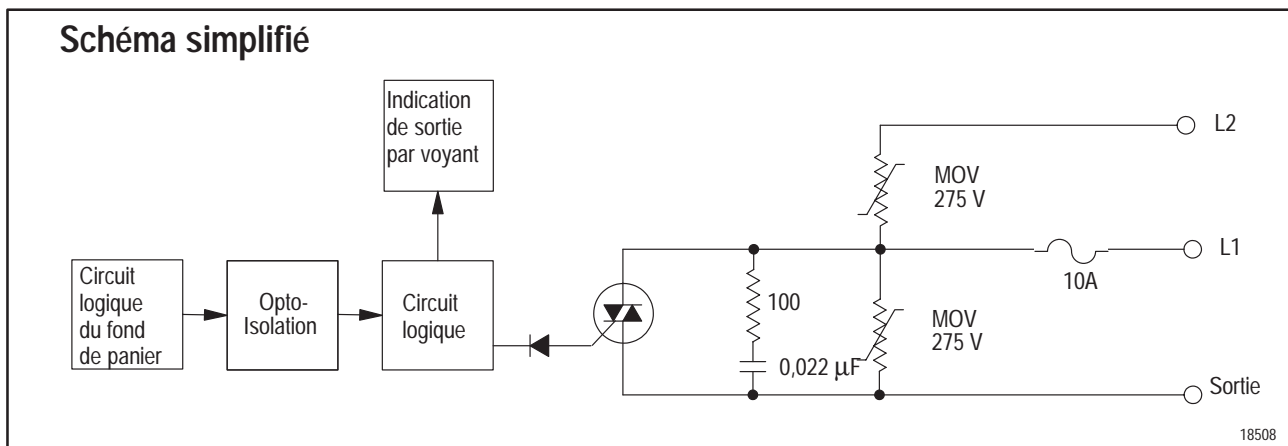 Schéma simplifié
Indication
de sortie
par voyant
L2
MOV
275 V
Circuit
logique
du fond
de panier
Opto-
Isolation
Circuit
logique
L1
10A
100
MOV
275 V
0,022 µF
Sortie
18508